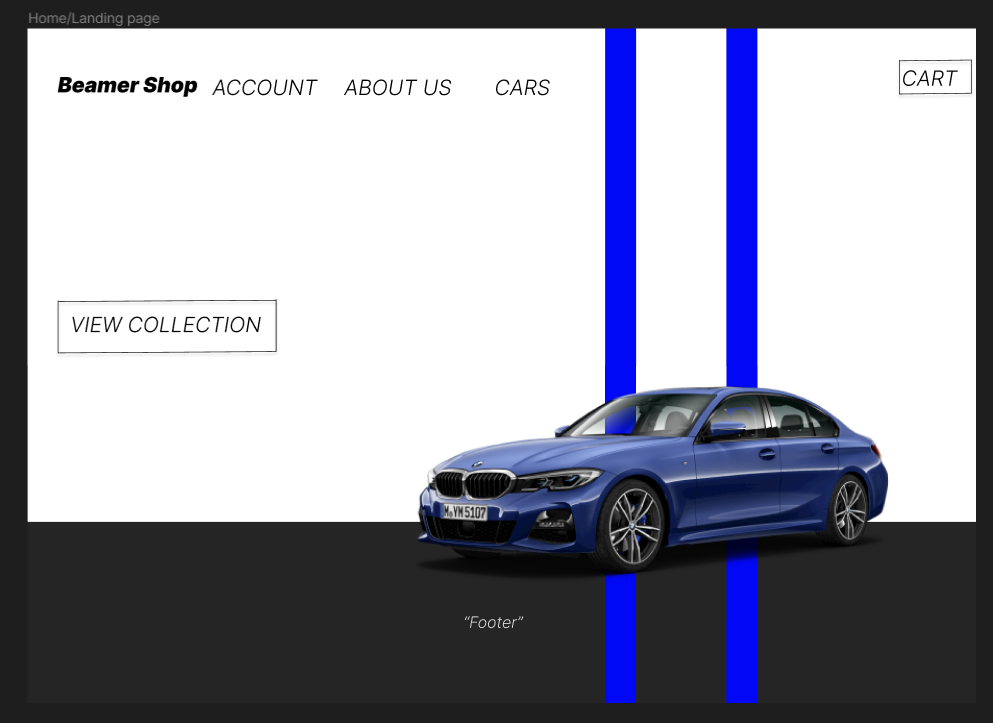 Home/Landing page
Beamer Shop ACCOUNT ABOUT US CARS CART
VIEW COLLECTION
M♦YM 5107
“Footer”